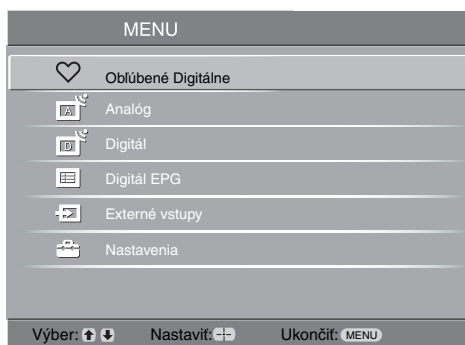 MENU
Obľúbené Digitálne
Analóg
Digitál
Digitál EPG
Externé vstupy
Nastavenia
Výber: Nastaviť: Ukončiť: MENU